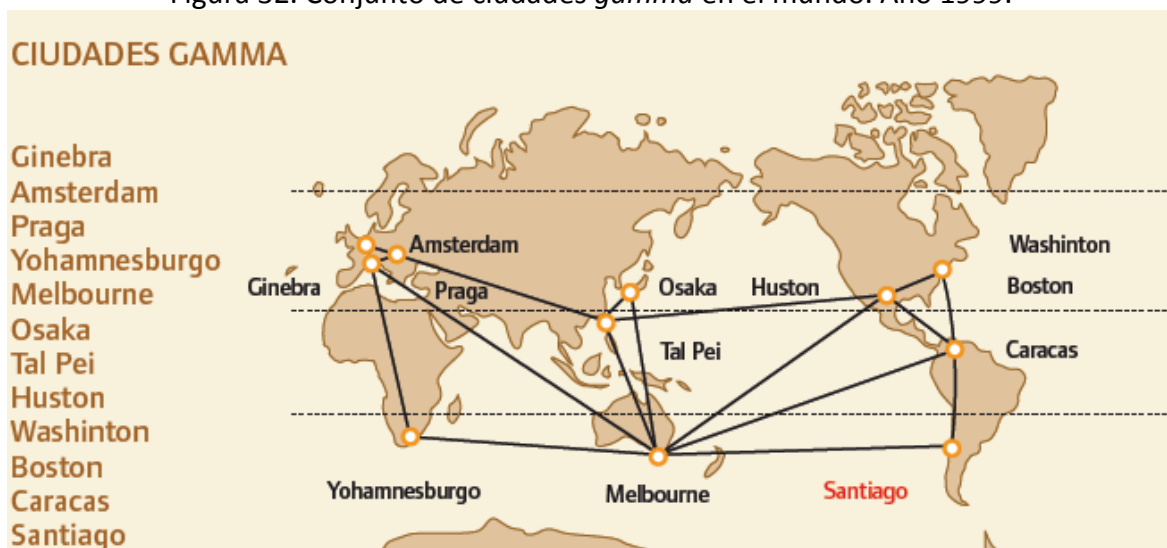 Figura 32. Conjunto de ciudades gamma en el mundo. Año 1999.
CIUDADES GAMMA
Ginebra
Amsterdam
Praga
Yohamnesburgo
Melbourne
Osaka
Tal Pei
Huston
Washinton
Boston
Caracas
Santiago
Amsterdam
Washinton
Ginebra
Praga
Osaka
Huston
Boston
Tal Pei
Caracas
Yohamnesburgo
Melbourne
Santiago